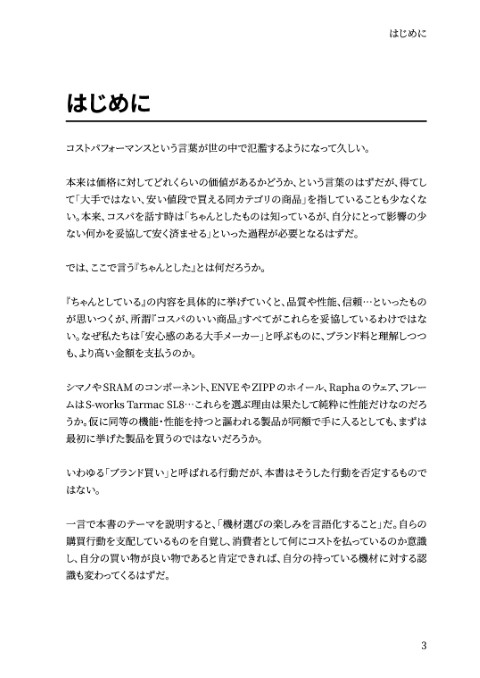 はじめに
はじめに
コストパフォーマンスという言葉が世の中で氾濫するようになって久しい。
本来は価格に対してどれくらいの価値があるかどうか、という言葉のはずだが、得てし
て「大手ではない、安い値段で買える同カテゴリの商品」を指していることも少なくな
い。本来、コスパを話す時は「ちゃんとしたものは知っているが、自分にとって影響の少
ない何かを妥協して安く済ませる」といった過程が必要となるはずだ。
では、ここで言う『ちゃんとした』とは何だろうか。
『ちゃんとしている』の内容を具体的に挙げていくと、品質や性能、信頼…といったもの
が思いつくが、所謂『コスパのいい商品』すべてがこれらを妥協しているわけではな
い。なぜ私たちは「安心感のある大手メーカー」と呼ぶものに、ブランド料と理解しつつ
も、より高い金額を支払うのか。
シマノやSRAMのコンポーネント、ENVEやZIPPのホイール、Raphaのウェア、フレー
ムはS-works Tarmac SL8…これらを選ぶ理由は果たして純粋に性能だけなのだろ
うか。仮に同等の機能・性能を持つと謳われる製品が同額で手に入るとしても、まずは
最初に挙げた製品を買うのではないだろうか。
いわゆる「ブランド買い」と呼ばれる行動だが、本書はそうした行動を否定するもので
はない。
一言で本書のテーマを説明すると、「機材選びの楽しみを言語化すること」だ。自らの
購買行動を支配しているものを自覚し、消費者として何にコストを払っているのか意識
し、自分の買い物が良い物であると肯定できれば、自分の持っている機材に対する認
識も変わってくるはずだ。
3